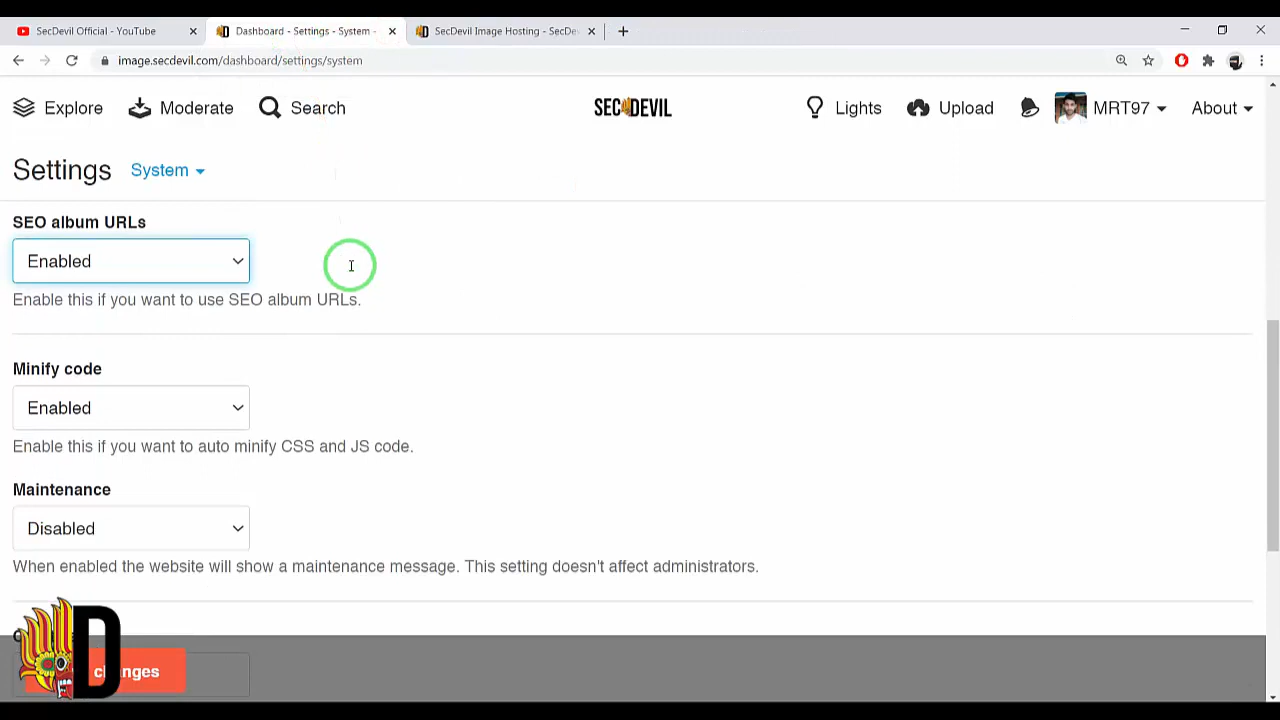 SecDevil Official - YouTube
Dashboard - Settings - System -
SecDevil Image Hosting - SecDev
image.secdevil.com/dashboard/settings/system
Explore
Moderate
Search
SEC DEVIL
Lights
Upload
MRT97
About
Settings
System
SEO album URLs
Enabled
Enable this if you want to use SEO album URLs.
Minify code
Enabled
Enable this if you want to auto minify CSS and JS code.
Maintenance
Disabled
When enabled the website will show a maintenance message. This setting doesn't affect administrators.
D